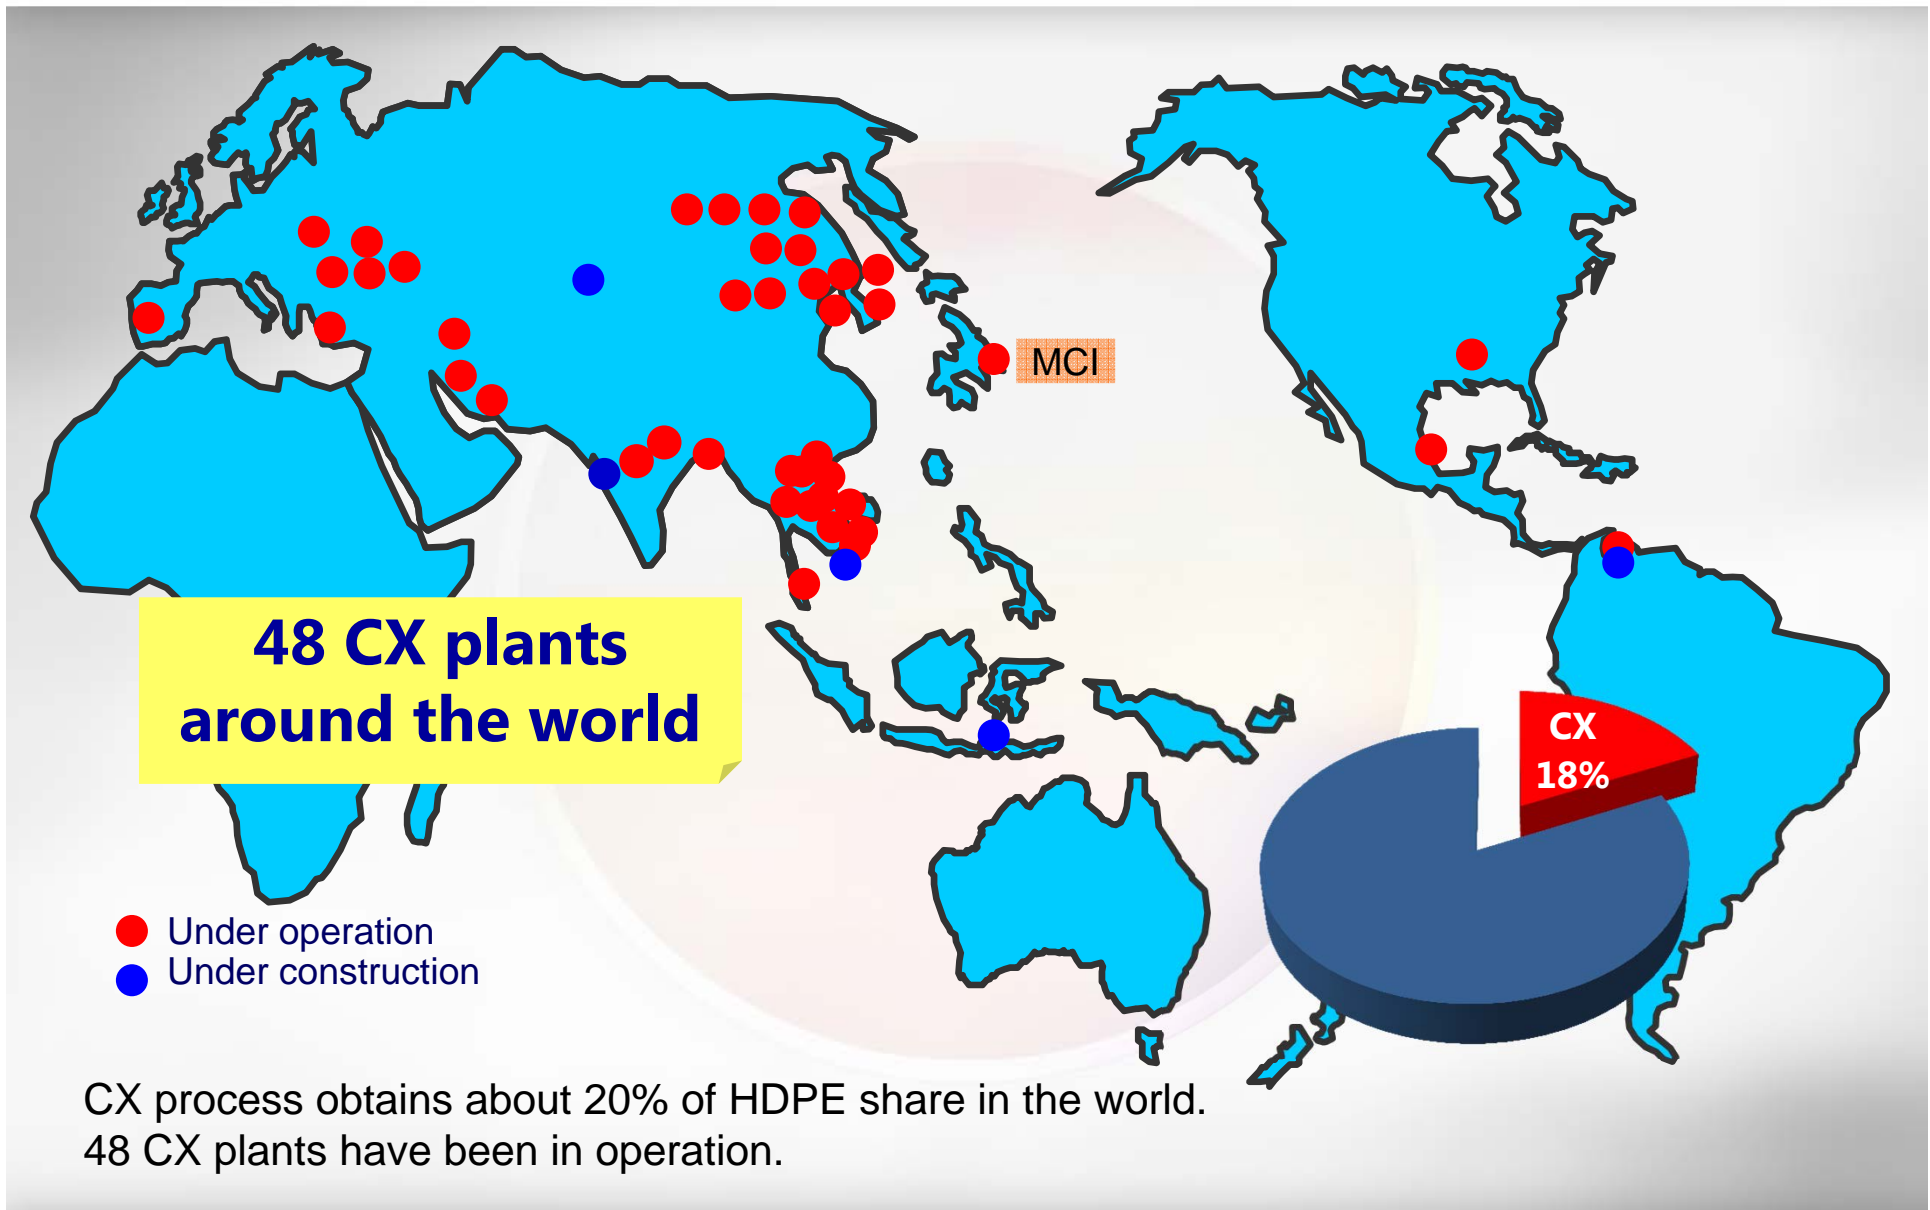 MCI
48 CX plants
around the world
CX
18%
Under operation
Under construction
CX process obtains about 20% of HDPE share in the world.
48 CX plants have been in operation.